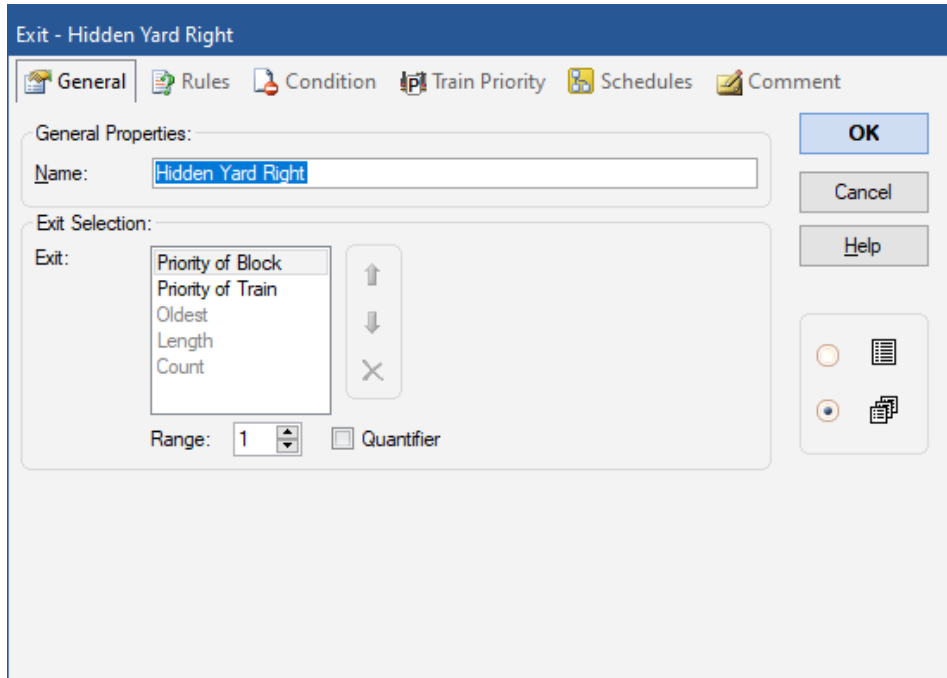 Exit - Hidden Yard Right
General Rules Condition Train Priority Schedules Comment
General Properties:
Name: Hidden Yard Right
Exit Selection:
Exit:
Priority of Block
Priority of Train
Oldest
Length
Count
Range: 1 Quantifier
OK
Cancel
Help